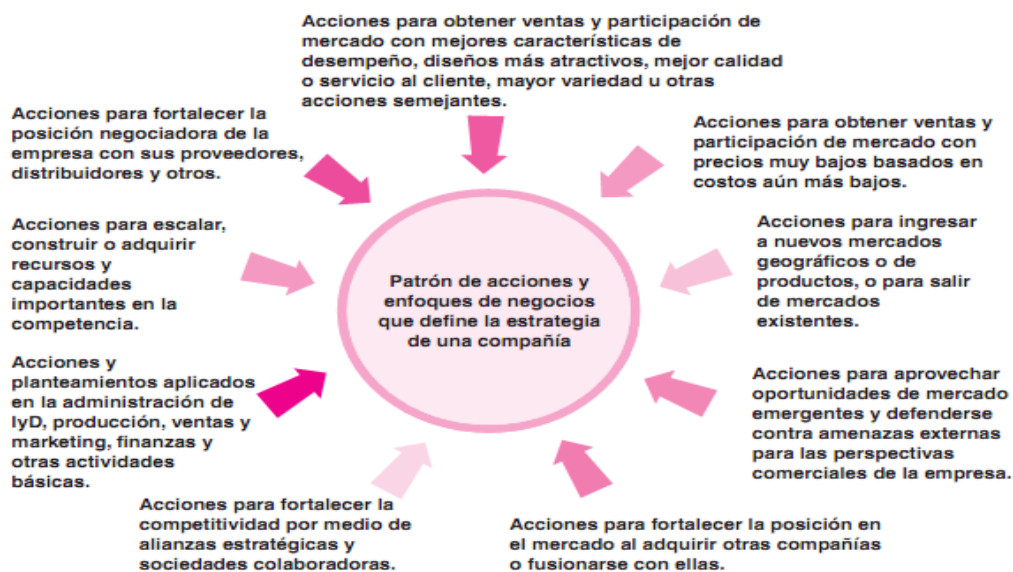 Acciones para obtener ventas y participación de
mercado con mejores características de
desempeño, diseños más atractivos, mejor calidad
o servicio al cliente, mayor variedad u otras
acciones semejantes.
Acciones para fortalecer la
posición negociadora de la
empresa con sus proveedores,
distribuidores y otros.
Acciones para obtener ventas y
participación de mercado con
precios muy bajos basados en
costos aún más bajos.
Acciones para escalar,
construir o adquirir
recursos y
capacidades
importantes en la
competencia.
Acciones para ingresar
a nuevos mercados
geográficos o de
productos, o para salir
de mercados
existentes.
Patrón de acciones y
enfoques de negocios
que define la estrategia
de una compañía
Acciones y
planteamientos aplicados
en la administración de
IyD, producción, ventas y
marketing, finanzas y
otras actividades
básicas.
Acciones para aprovechar
oportunidades de mercado
emergentes y defenderse
contra amenazas externas
para las perspectivas
comerciales de la empresa.
Acciones para fortalecer la
competitividad por medio de
alianzas estratégicas y
sociedades colaboradoras.
Acciones para fortalecer la posición en
el mercado al adquirir otras compañías
o fusionarse con ellas.